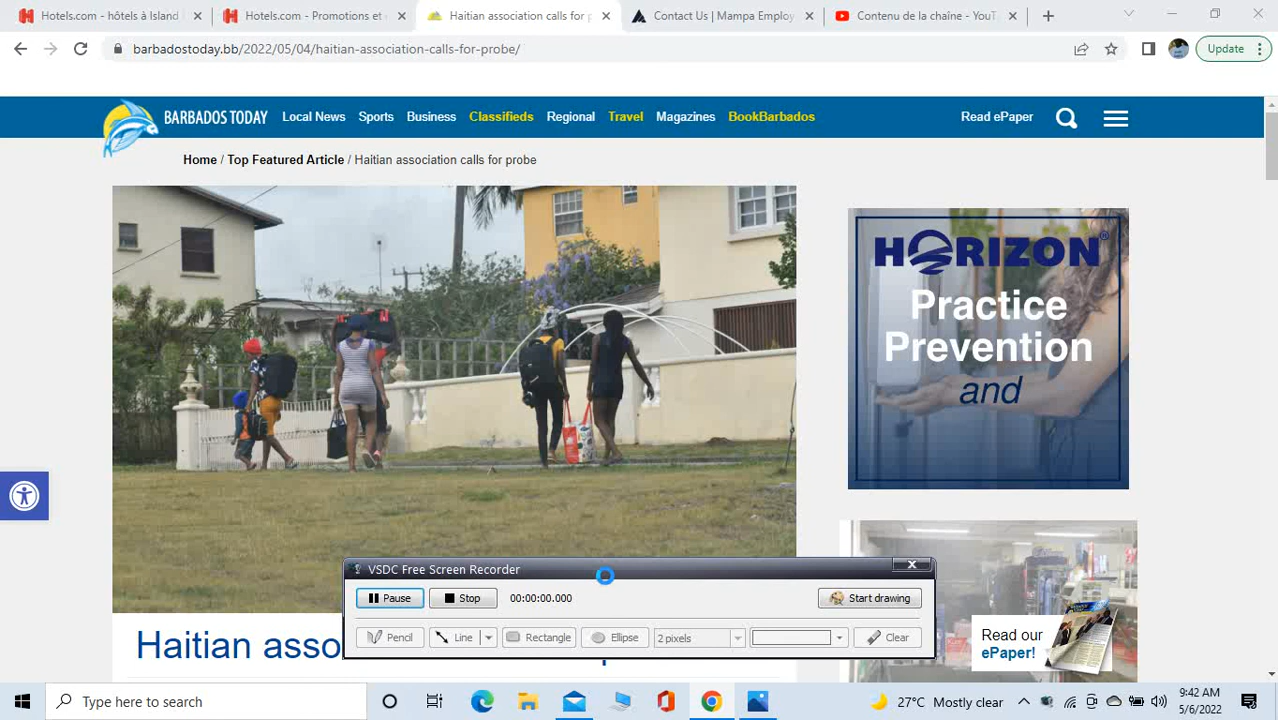 Hotels.com - hôtels à Island
Hotels.com - Promotions et
Haitian association calls for p
Contact Us | Mampa Employ
Contenu de la chaîne - YouT
barbadostoday.bb/2022/05/04/haitian-association-calls-for-probe/
Update
BARBADOS TODAY
Local News
Sports
Business
Classifieds
Regional
Travel
Magazines
BookBarbados
Read ePaper
Home / Top Featured Article / Haitian association calls for probe
HORIZON®
Practice
Prevention
and
VSDC Free Screen Recorder
Pause
Stop
00:00:00.000
Start drawing
Pencil
Line
Rectangle
Ellipse
2 pixels
Clear
Haitian asso
Read our
ePaper!
Type here to search
27°C Mostly clear
9:42 AM
5/6/2022